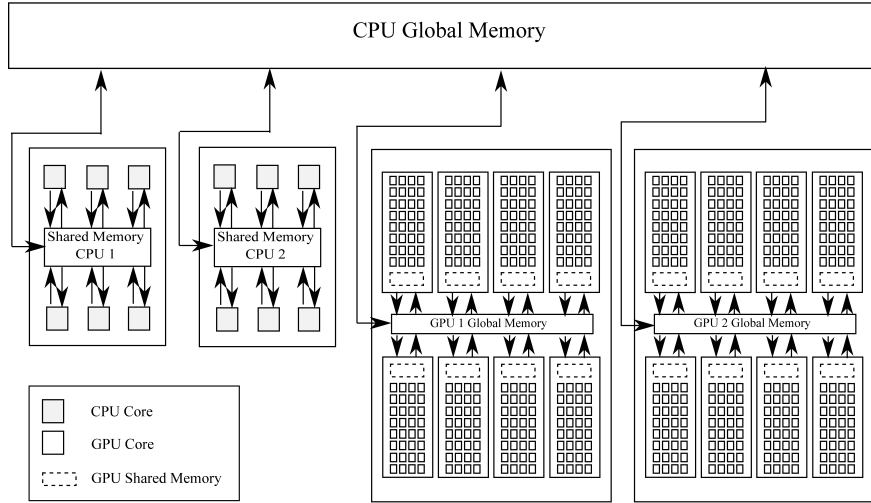 CPU Global Memory
Shared Memory
CPU 1
Shared Memory
CPU 2
GPU 1 Global Memory
GPU 2 Global Memory
CPU Core
GPU Core
GPU Shared Memory